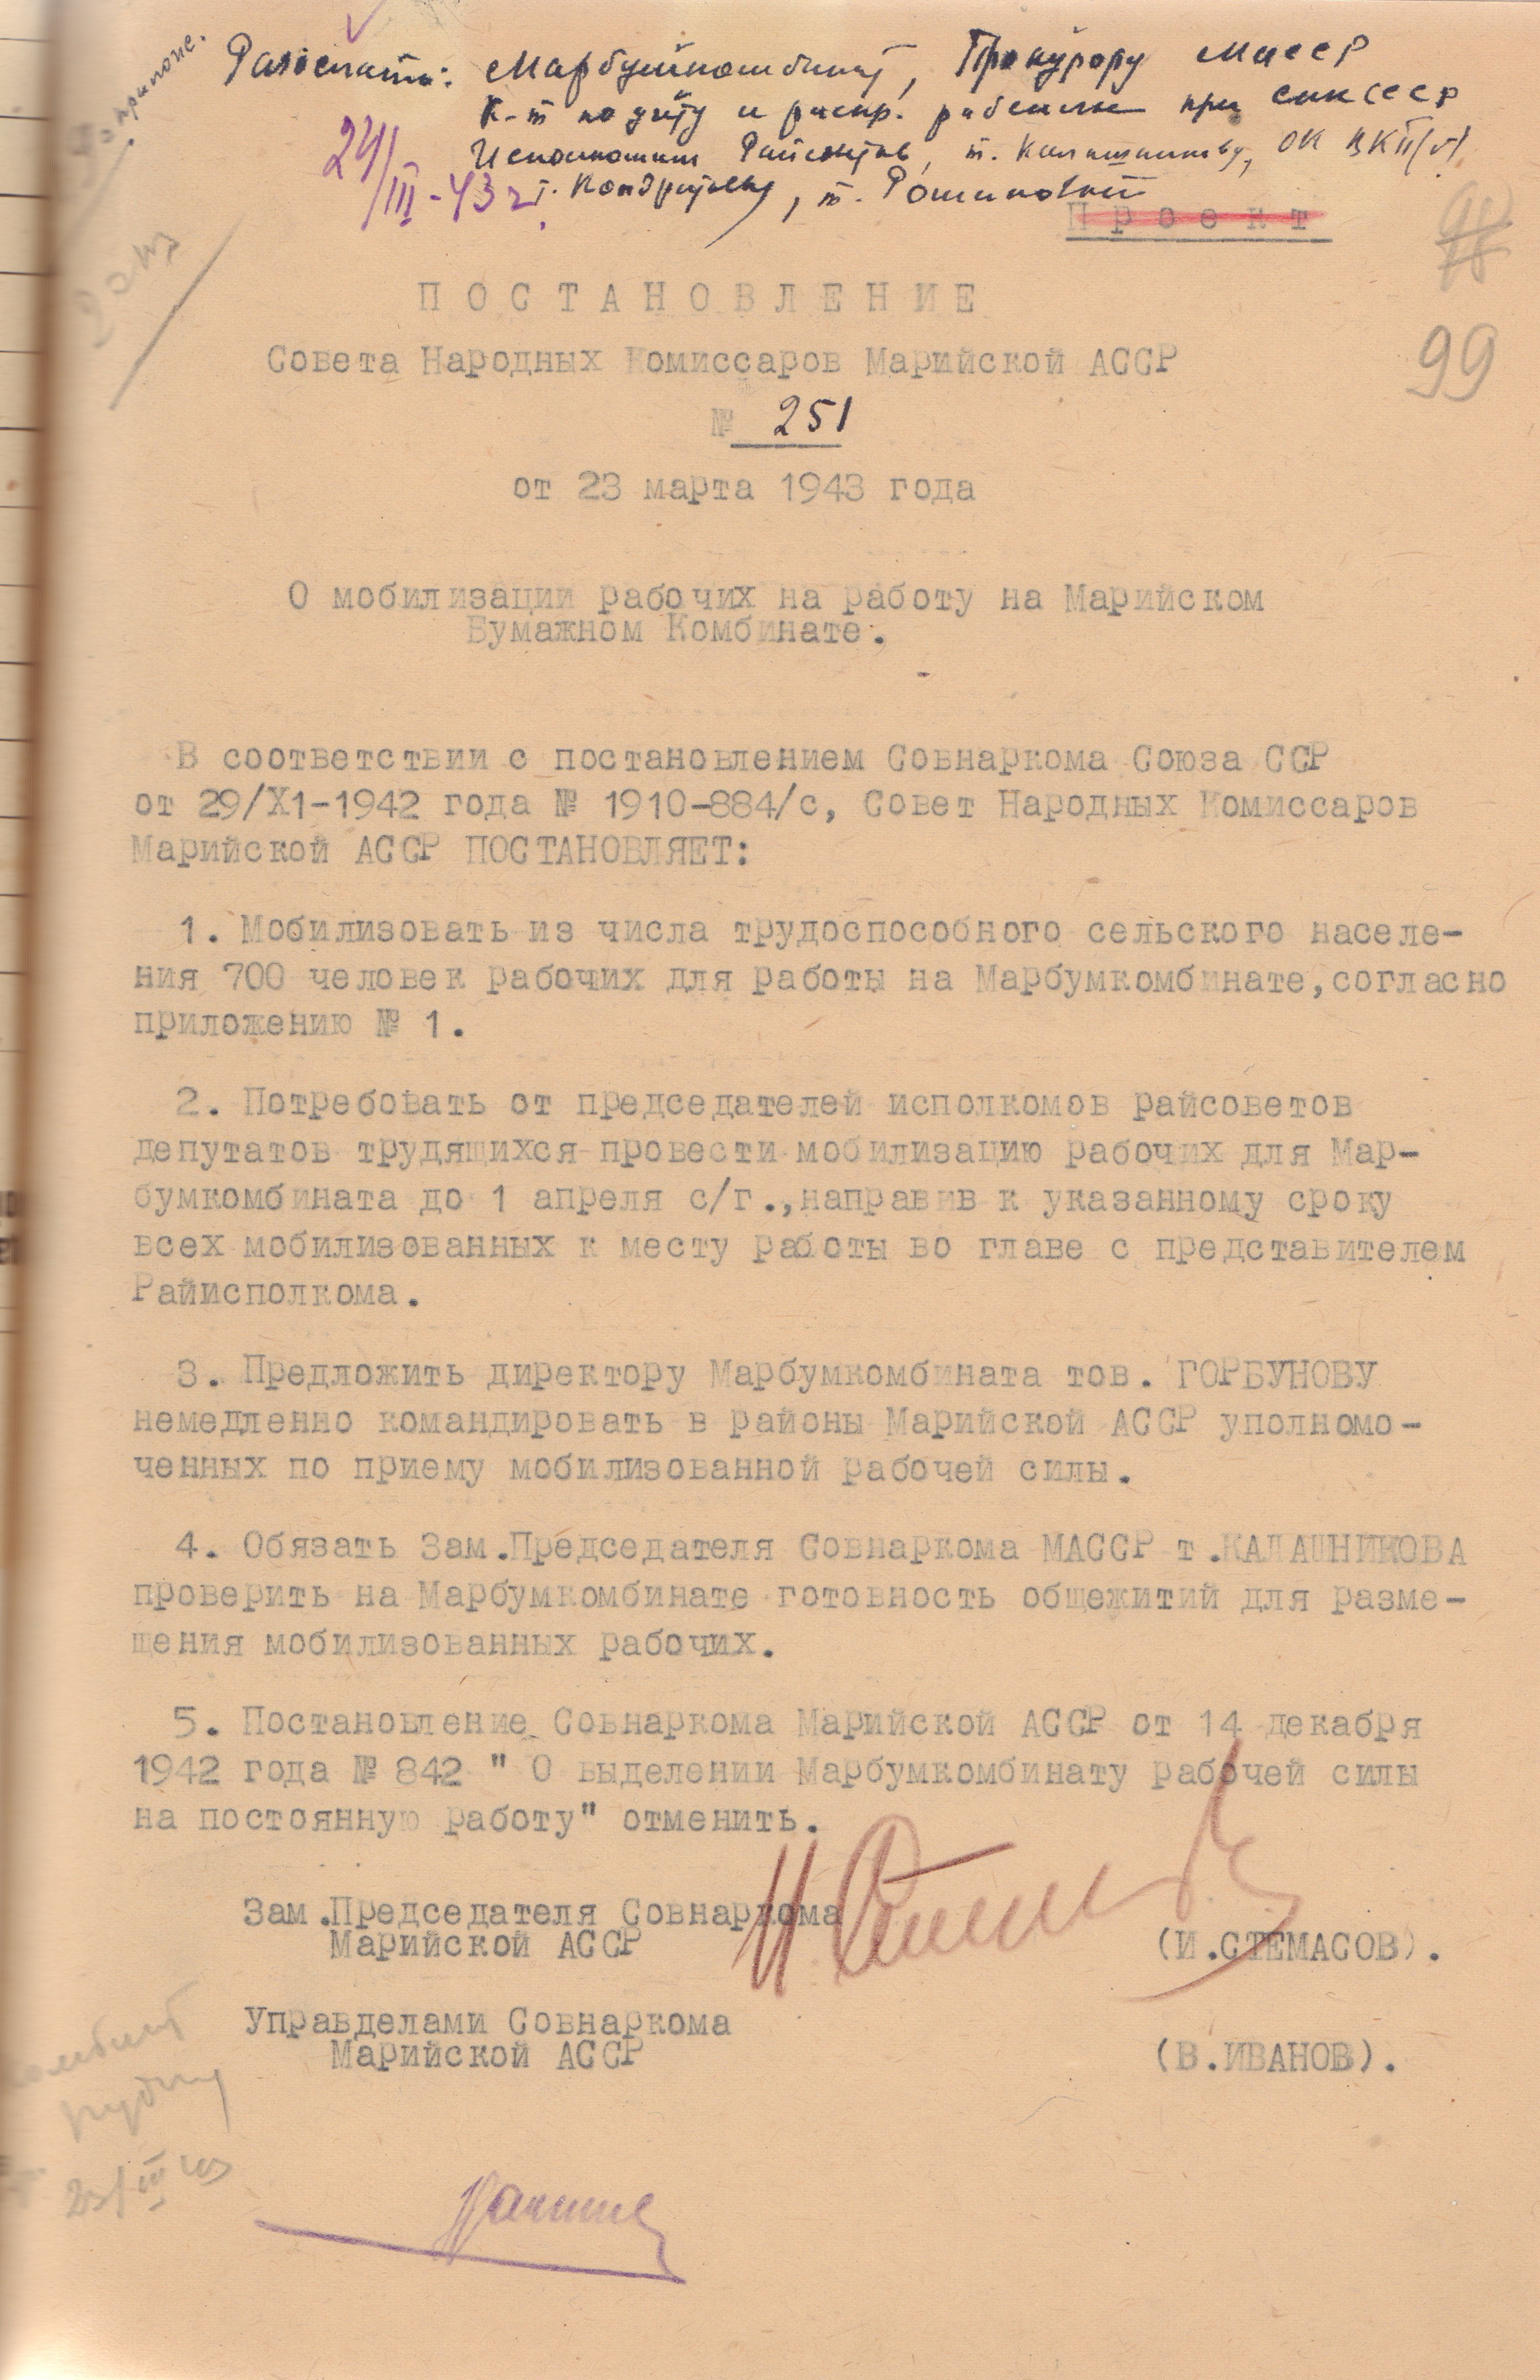 Разослать: Марбумкомбинат, Прокурору МАССР
К-т по учёту и распр. рабсилы при СНК СССР
Исполкомам Райсоветов, т. Калашникову, ОК ВКП(б)
24/III-43 г.
Проект
99
ПОСТАНОВЛЕНИЕ
Совета Народных Комиссаров Марийской АССР
№ 251
от 23 марта 1943 года
О мобилизации рабочих на работу на Марийском
Бумажном Комбинате.
В соответствии с постановлением Совнаркома Союза ССР
от 29/X1-1942 года № 1910-884/с, Совет Народных Комиссаров
Марийской АССР ПОСТАНОВЛЯЕТ:
1. Мобилизовать из числа трудоспособного сельского населе-
ния 700 человек рабочих для работы на Марбумкомбинате,согласно
приложению № 1.
2. Потребовать от председателей исполкомов райсоветов
депутатов трудящихся провести мобилизацию рабочих для Мар-
бумкомбината до 1 апреля с/г.,направив к указанному сроку
всех мобилизованных к месту работы во главе с представителем
Райисполкома.
3. Предложить директору Марбумкомбината тов. ГОРБУНОВУ
немедленно командировать в районы Марийской АССР уполномо-
ченных по приему мобилизованной рабочей силы.
4. Обязать Зам.Председателя Совнаркома МАССР т.КАЛАШНИКОВА
проверить на Марбумкомбинате готовность общежитий для разме-
щения мобилизованных рабочих.
5. Постановление Совнаркома Марийской АССР от 14 декабря
1942 года № 842 " О выделении Марбумкомбинату рабочей силы
на постоянную работу" отменить.
Зам.Председателя Совнаркома
Марийской АССР (И.СТЕМАСОВ).
Управделами Совнаркома
Марийской АССР (В.ИВАНОВ).
23/III 43